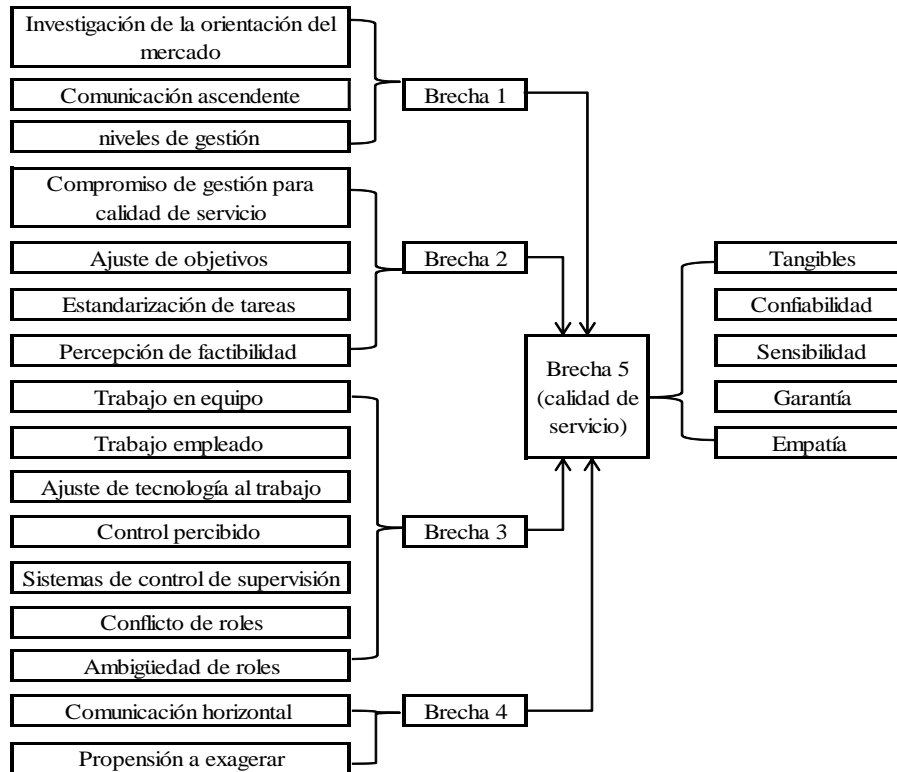 Investigación de la orientación del
mercado
Comunicación ascendente
niveles de gestión
Brecha 1
Compromiso de gestión para
calidad de servicio
Ajuste de objetivos
Estandarización de tareas
Percepción de factibilidad
Brecha 2
Trabajo en equipo
Trabajo empleado
Ajuste de tecnología al trabajo
Control percibido
Sistemas de control de supervisión
Conflicto de roles
Ambigüedad de roles
Brecha 3
Comunicación horizontal
Propensión a exagerar
Brecha 4
Brecha 5
(calidad de
servicio)
Tangibles
Confiabilidad
Sensibilidad
Garantía
Empatía